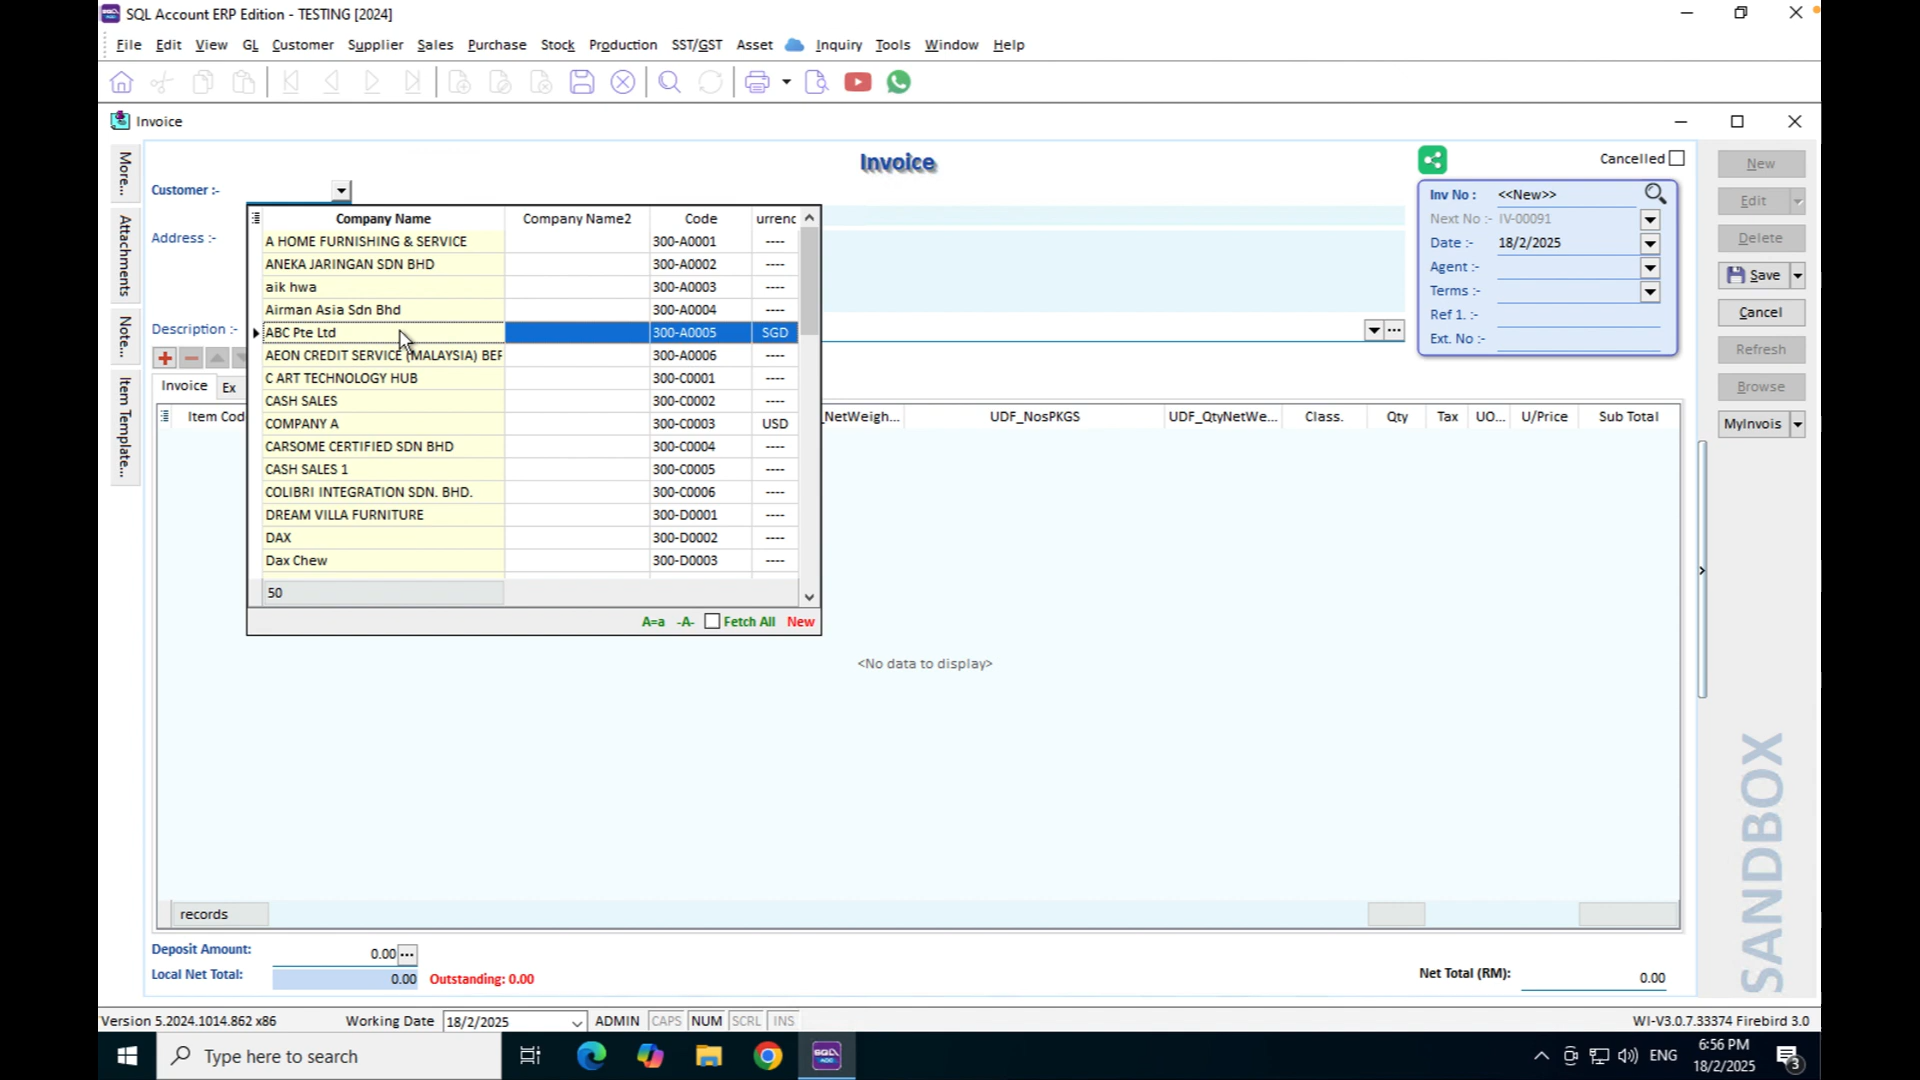 SQL Account ERP Edition - TESTING [2024]
File Edit View GL Customer Supplier Sales Purchase Stock Production SST/GST Asset Inquiry Tools Window Help
Invoice
Invoice
Cancelled
Customer :-
Address :-
Description :-
More...
Attachments
Note...
Item Template...
Company Name Company Name2 Code urrenc
A HOME FURNISHING & SERVICE 300-A0001 ----
ANEKA JARINGAN SDN BHD 300-A0002 ----
aik hwa 300-A0003 ----
Airman Asia Sdn Bhd 300-A0004 ----
ABC Pte Ltd 300-A0005 SGD
AEON CREDIT SERVICE (MALAYSIA) BER 300-A0006 ----
C ART TECHNOLOGY HUB 300-C0001 ----
CASH SALES 300-C0002 ----
COMPANY A 300-C0003 USD
CARSOME CERTIFIED SDN BHD 300-C0004 ----
CASH SALES 1 300-C0005 ----
COLIBRI INTEGRATION SDN. BHD. 300-C0006 ----
DREAM VILLA FURNITURE 300-D0001 ----
DAX 300-D0002 ----
Dax Chew 300-D0003 ----
50
A=a -A- Fetch All New
Inv No : <<New>>
Next No :- IV-00091
Date :- 18/2/2025
Agent :-
Terms :-
Ref 1. :-
Ext. No :-
New
Edit
Delete
Save
Cancel
Refresh
Browse
MyInvois
Invoice Ex
Item Cod _NetWeigh... UDF_NosPKGS UDF_QtyNetWe... Class. Qty Tax UO... U/Price Sub Total
<No data to display>
records
Deposit Amount: 0.00
Local Net Total: 0.00 Outstanding: 0.00
Net Total (RM): 0.00
SANDBOX
Version 5.2024.1014.862 x86 Working Date 18/2/2025 ADMIN CAPS NUM SCRL INS WI-V3.0.7.33374 Firebird 3.0
Type here to search
SQL
ACC
ENG
6:56 PM
18/2/2025
3